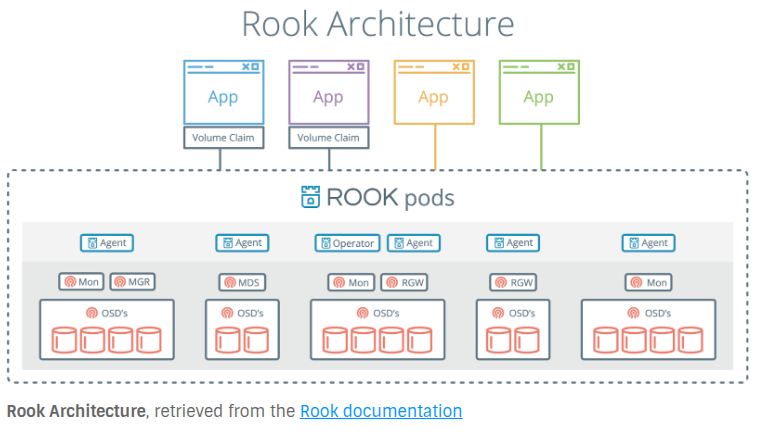 Rook Architecture
App App App App
Volume Claim Volume Claim
ROOK pods
Agent Agent Operator Agent Agent Agent
Mon MGR MDS Mon RGW RGW Mon
OSD's OSD's OSD's OSD's OSD's
Rook Architecture, retrieved from the Rook documentation